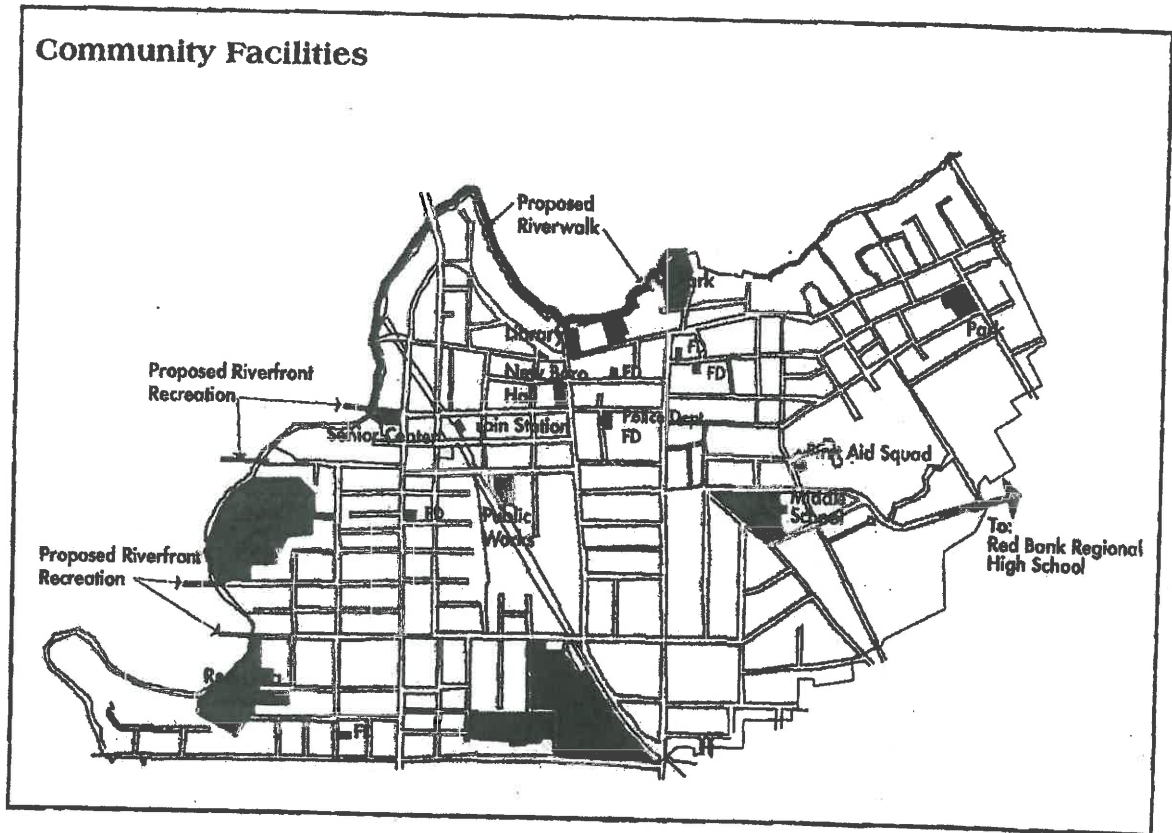 Community Facilities
Proposed
Riverwalk
Park
Library
FD
FD
FD
New Boro
Hall
Train Station
Police Dept
FD
Senior Center
Proposed Riverfront
Recreation
First Aid Squad
Middle
School
FD
Public
Works
To:
Red Bank Regional
High School
Proposed Riverfront
Recreation
FD